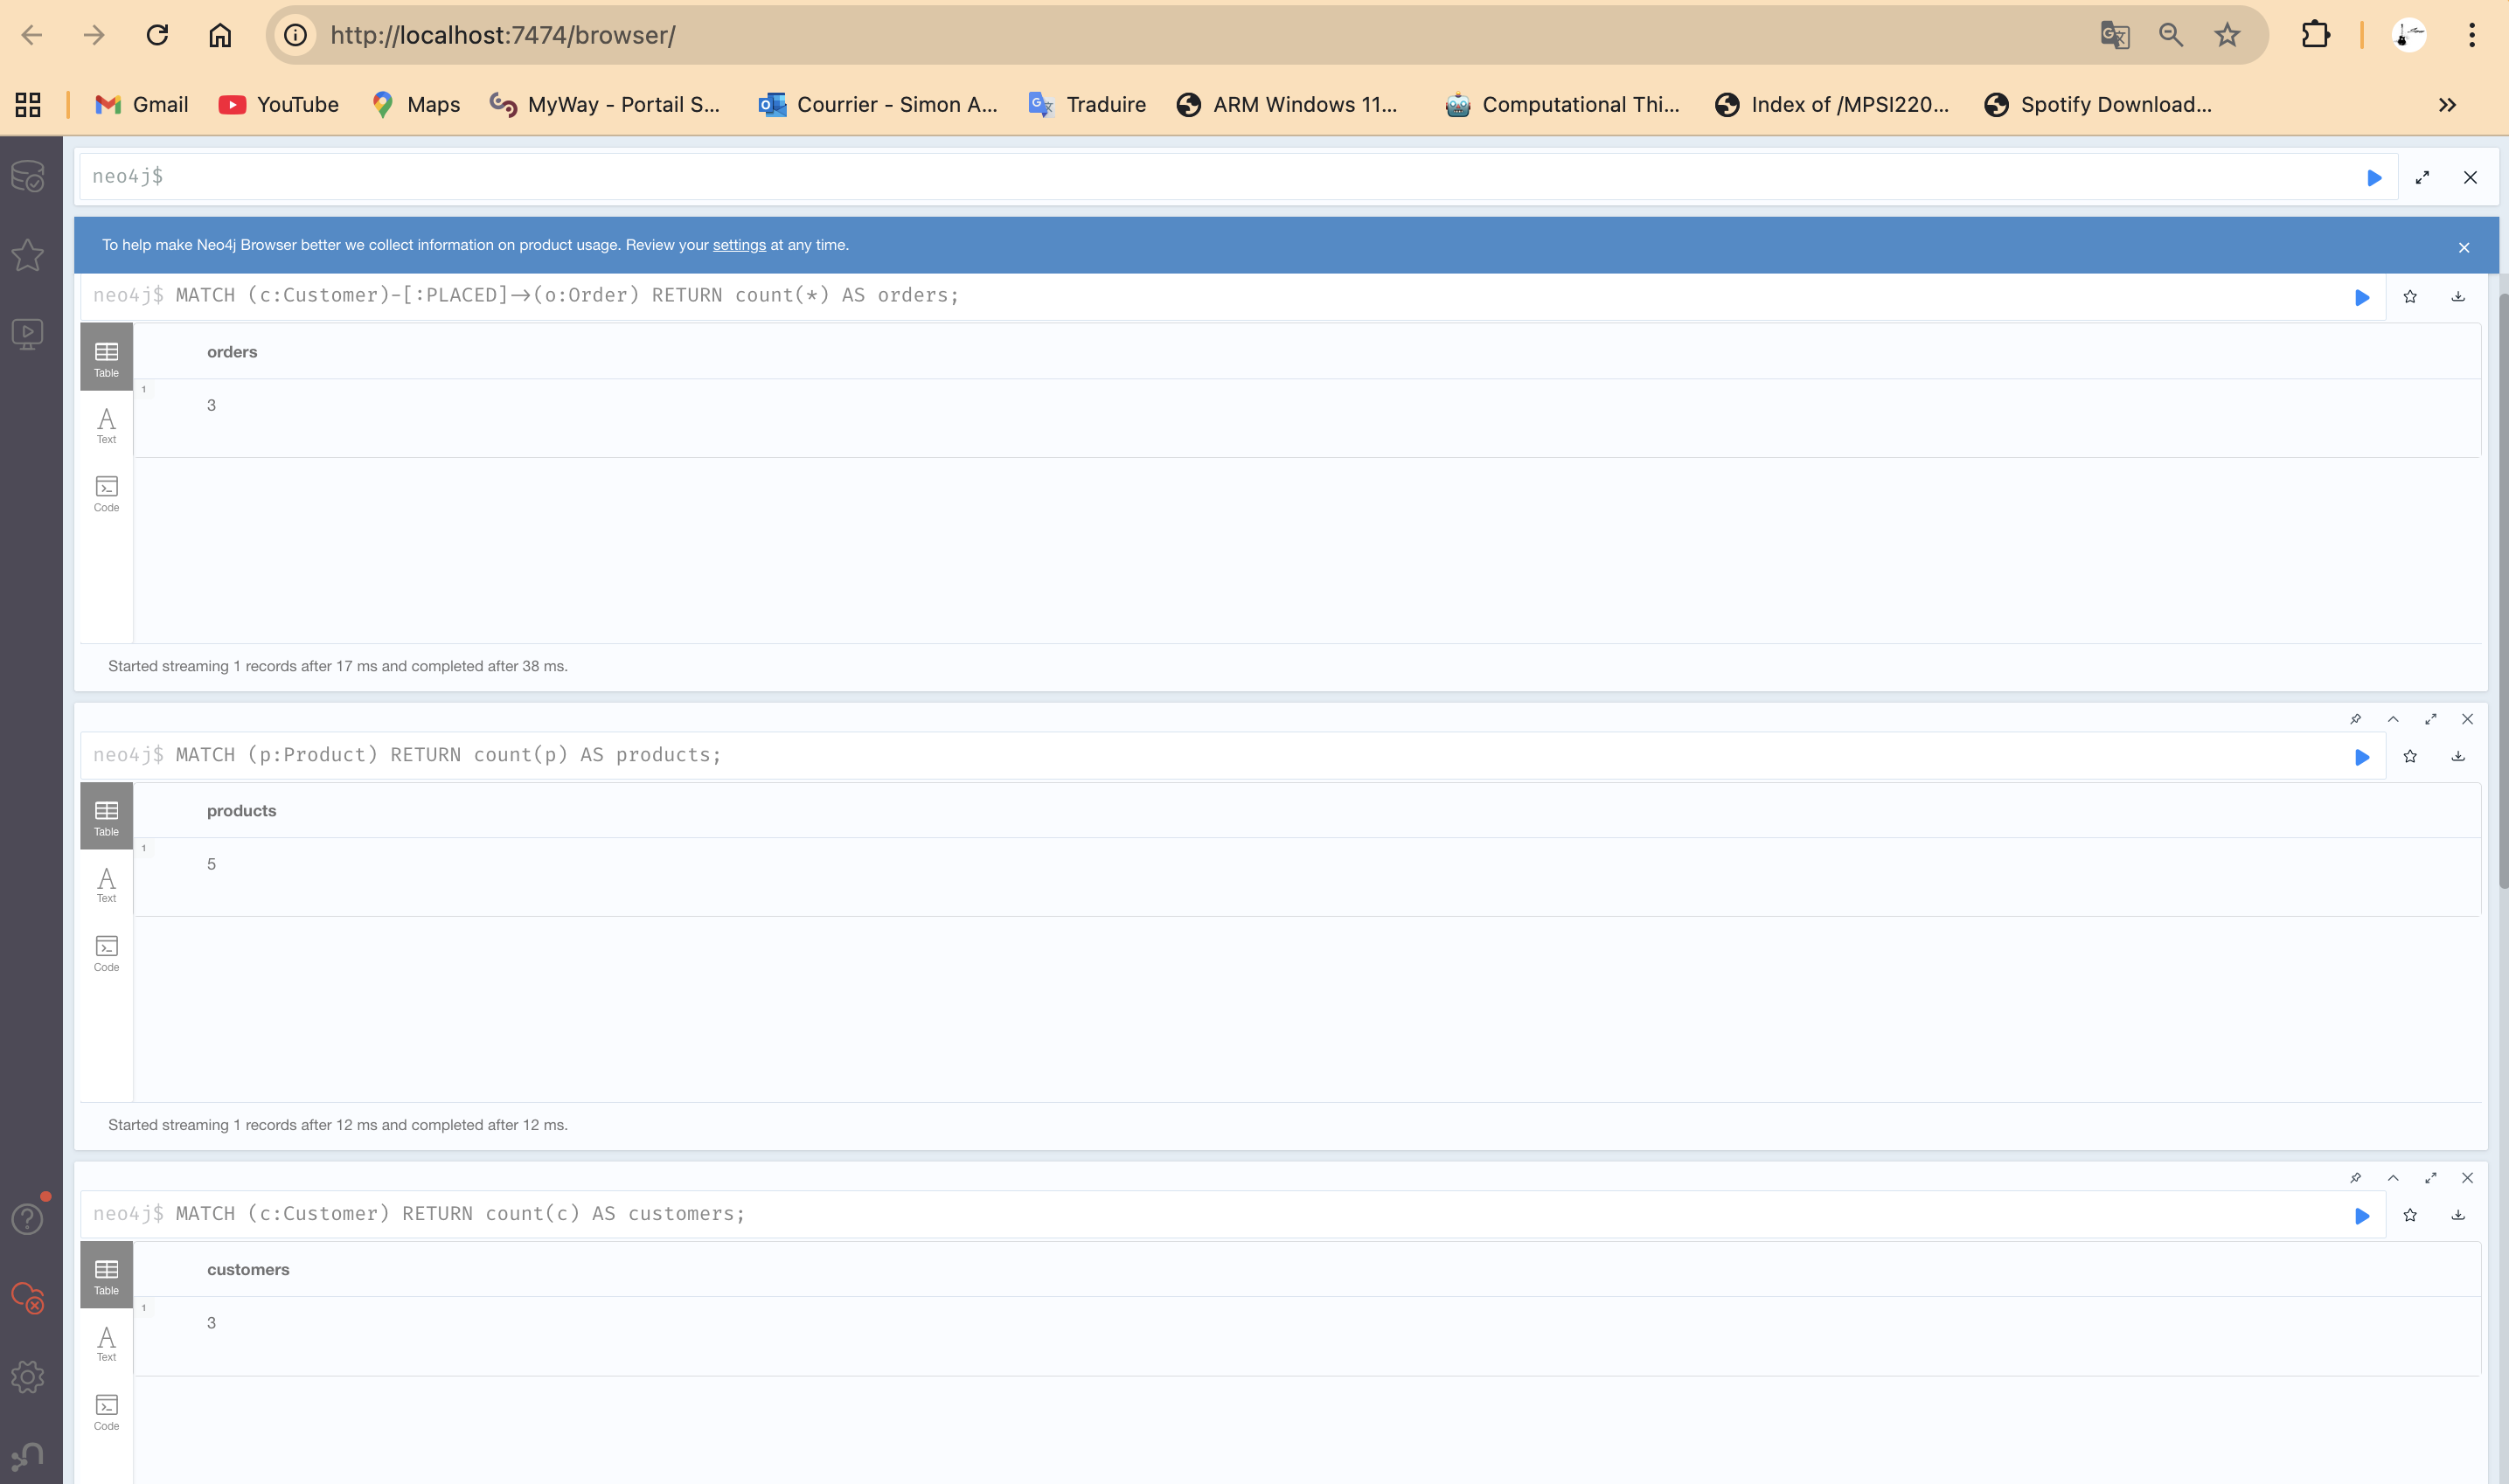 http://localhost:7474/browser/
Gmail
YouTube
Maps
MyWay - Portail S...
Courrier - Simon A...
Traduire
ARM Windows 11...
Computational Thi...
Index of /MPSI220...
Spotify Download...
neo4j$
To help make Neo4j Browser better we collect information on product usage. Review your settings at any time.
neo4j$ MATCH (c:Customer)-[:PLACED]->(o:Order) RETURN count(*) AS orders;
Table
orders
1
3
Text
Code
Started streaming 1 records after 17 ms and completed after 38 ms.
neo4j$ MATCH (p:Product) RETURN count(p) AS products;
Table
products
1
5
Text
Code
Started streaming 1 records after 12 ms and completed after 12 ms.
neo4j$ MATCH (c:Customer) RETURN count(c) AS customers;
Table
customers
1
3
Text
Code